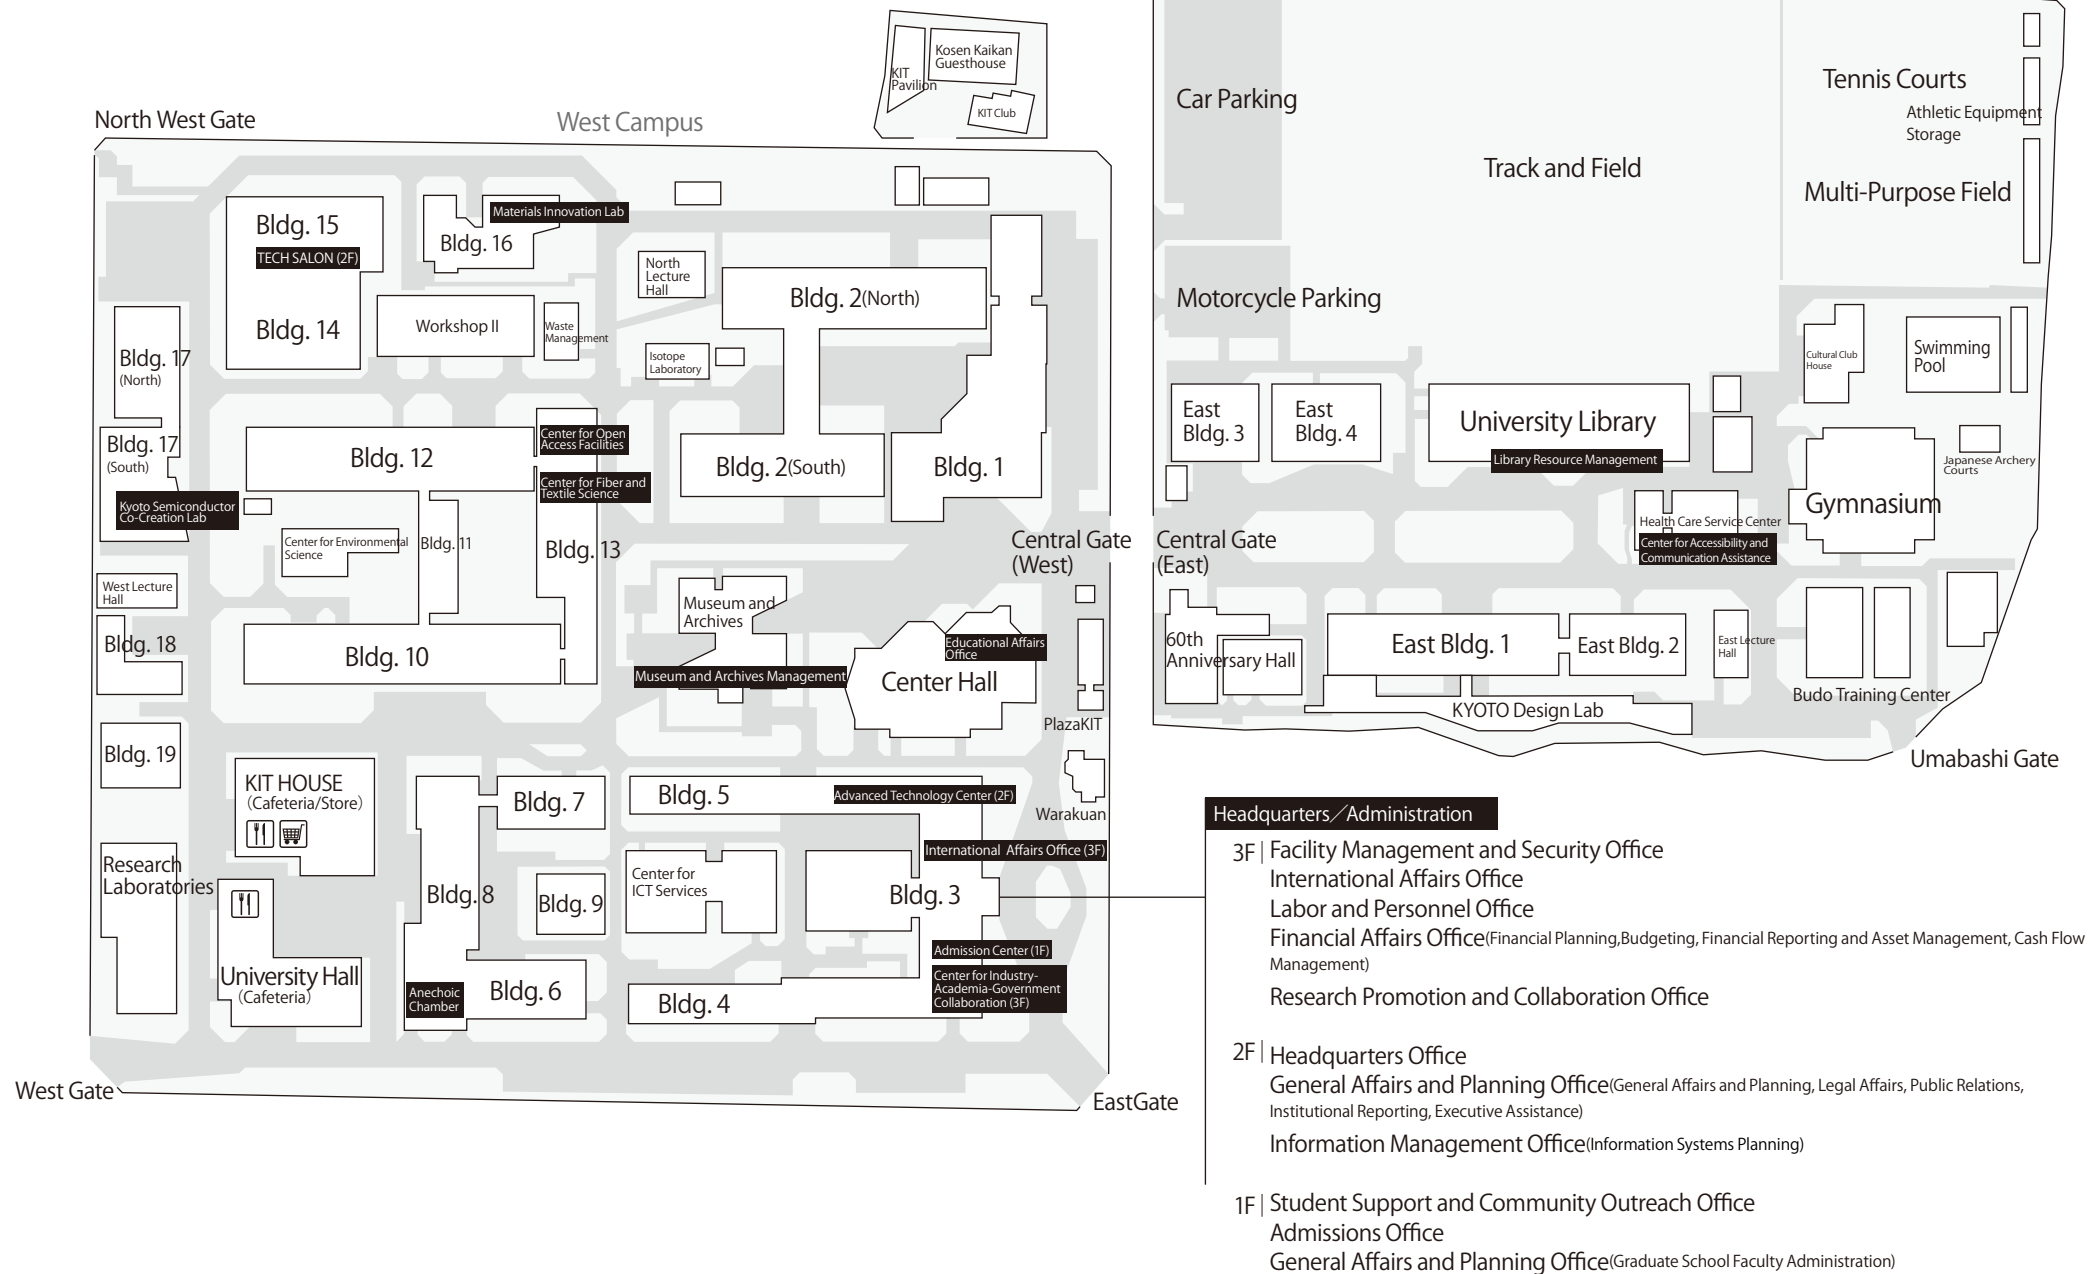 Kosen Kaikan
Guesthouse
KIT
Pavilion
KIT Club
North West Gate
West Campus
Bldg. 15
TECH SALON (2F)
Bldg. 14
Materials Innovation Lab
Bldg. 16
Workshop II
Waste
Management
North
Lecture
Hall
Isotope
Laboratory
Bldg. 2(North)
Bldg. 2(South)
Bldg. 1
Bldg. 17
(North)
Bldg. 17
(South)
Kyoto Semiconductor
Co-Creation Lab
Bldg. 12
Center for Open
Access Facilities
Center for Fiber and
Textile Science
Center for Environmental
Science
Bldg. 11
Bldg. 13
West Lecture
Hall
Bldg. 18
Bldg. 10
Museum and
Archives
Museum and Archives Management
Educational Affairs
Office
Center Hall
Central Gate
(West)
PlazaKIT
Warakuan
Bldg. 19
KIT HOUSE
(Cafeteria/Store)
Research
Laboratories
University Hall
(Cafeteria)
Bldg. 7
Bldg. 8
Bldg. 9
Anechoic
Chamber
Bldg. 6
Bldg. 5
Advanced Technology Center (2F)
International Affairs Office (3F)
Center for
ICT Services
Bldg. 3
Admission Center (1F)
Center for Industry-
Academia-Government
Collaboration (3F)
Bldg. 4
West Gate
EastGate
Car Parking
Track and Field
Tennis Courts
Athletic Equipment
Storage
Multi-Purpose Field
Motorcycle Parking
East
Bldg. 3
East
Bldg. 4
University Library
Library Resource Management
Cultural Club
House
Swimming
Pool
Japanese Archery
Courts
Gymnasium
Health Care Service Center
Center for Accessibility and
Communication Assistance
Central Gate
(East)
60th
Anniversary Hall
East Bldg. 1
East Bldg. 2
East Lecture
Hall
Budo Training Center
KYOTO Design Lab
Umabashi Gate
Headquarters／Administration
3F | Facility Management and Security Office
International Affairs Office
Labor and Personnel Office
Financial Affairs Office(Financial Planning,Budgeting, Financial Reporting and Asset Management, Cash Flow
Management)
Research Promotion and Collaboration Office
2F | Headquarters Office
General Affairs and Planning Office(General Affairs and Planning, Legal Affairs, Public Relations,
Institutional Reporting, Executive Assistance)
Information Management Office(Information Systems Planning)
1F | Student Support and Community Outreach Office
Admissions Office
General Affairs and Planning Office(Graduate School Faculty Administration)